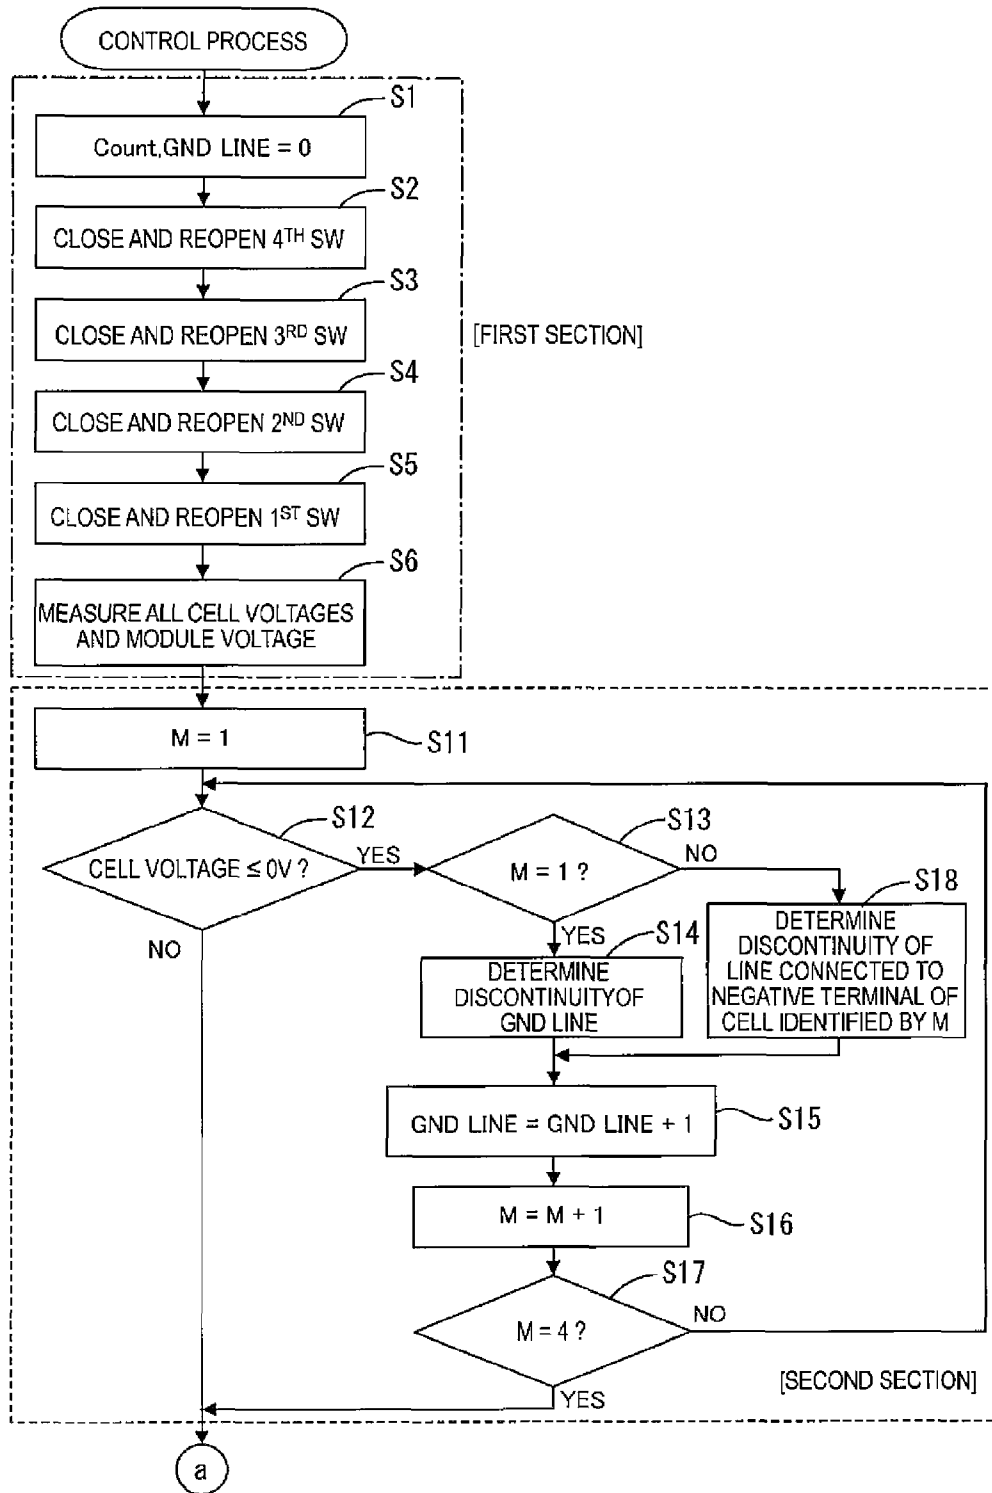 CONTROL PROCESS
S1
Count,GND LINE = 0
S2
CLOSE AND REOPEN 4TH SW
S3
CLOSE AND REOPEN 3RD SW
[FIRST SECTION]
S4
CLOSE AND REOPEN 2ND SW
S5
CLOSE AND REOPEN 1ST SW
S6
MEASURE ALL CELL VOLTAGES
AND MODULE VOLTAGE
M = 1
S11
S12
CELL VOLTAGE ≤ 0V ?
YES
NO
S13
M = 1 ?
NO
YES
S18
DETERMINE
DISCONTINUITY OF
LINE CONNECTED TO
NEGATIVE TERMINAL OF
CELL IDENTIFIED BY M
S14
DETERMINE
DISCONTINUITY OF
GND LINE
GND LINE = GND LINE + 1
S15
M = M + 1
S16
S17
M = 4 ?
NO
YES
[SECOND SECTION]
a